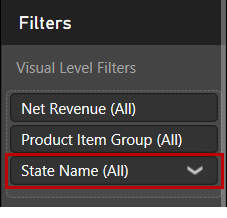 Filters
Visual Level Filters
Net Revenue (All)
Product Item Group (All)
State Name (All)